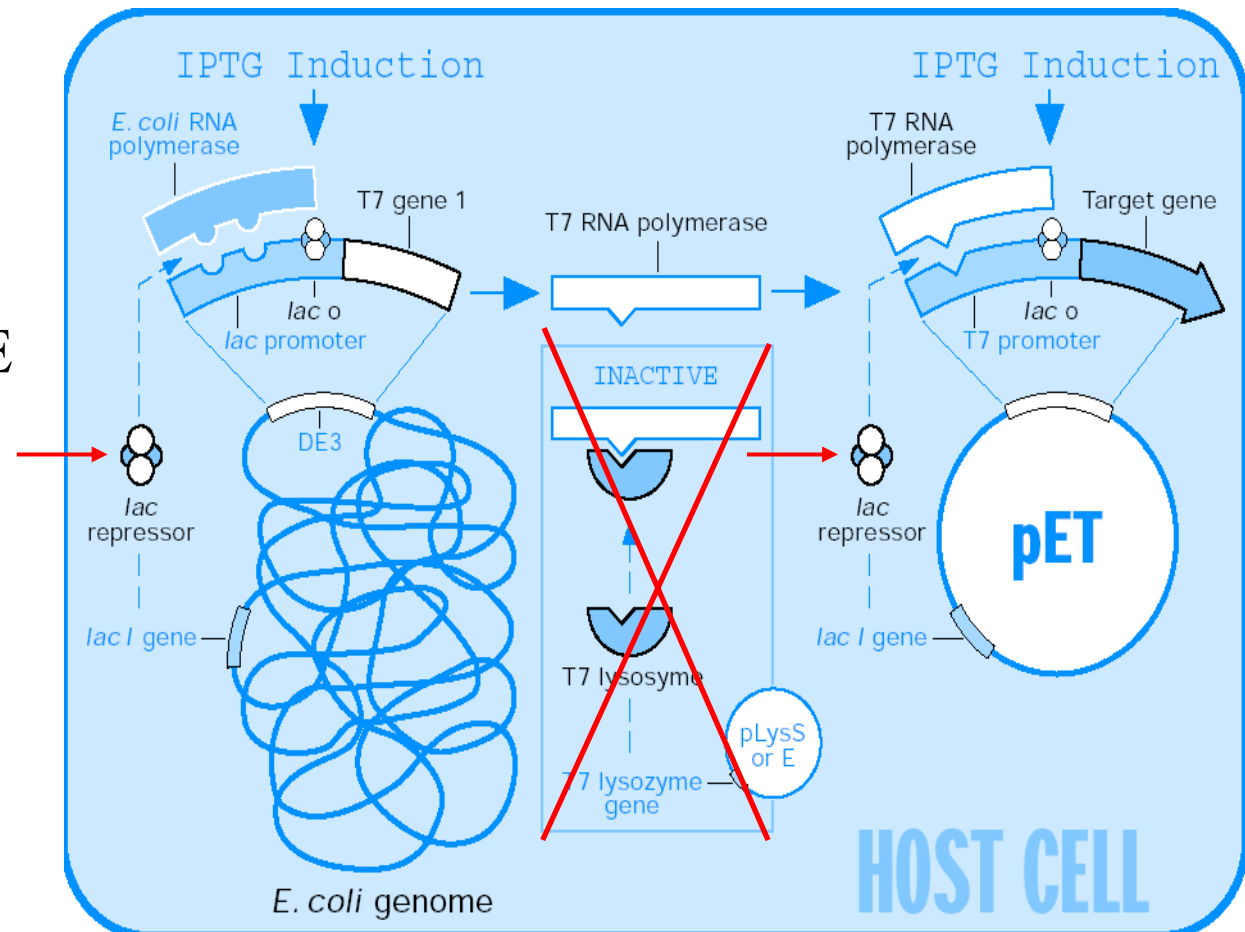 IPTG Induction
IPTG Induction
E. coli RNA
polymerase
T7 gene 1
T7 RNA polymerase
T7 RNA
polymerase
Target gene
lac o
lac promoter
lac o
T7 promoter
E
INACTIVE
DE3
lac
repressor
lac
repressor
pET
lac I gene
T7 lysosyme
lac I gene
pLysS
or E
T7 lysozyme
gene
E. coli genome
HOST CELL